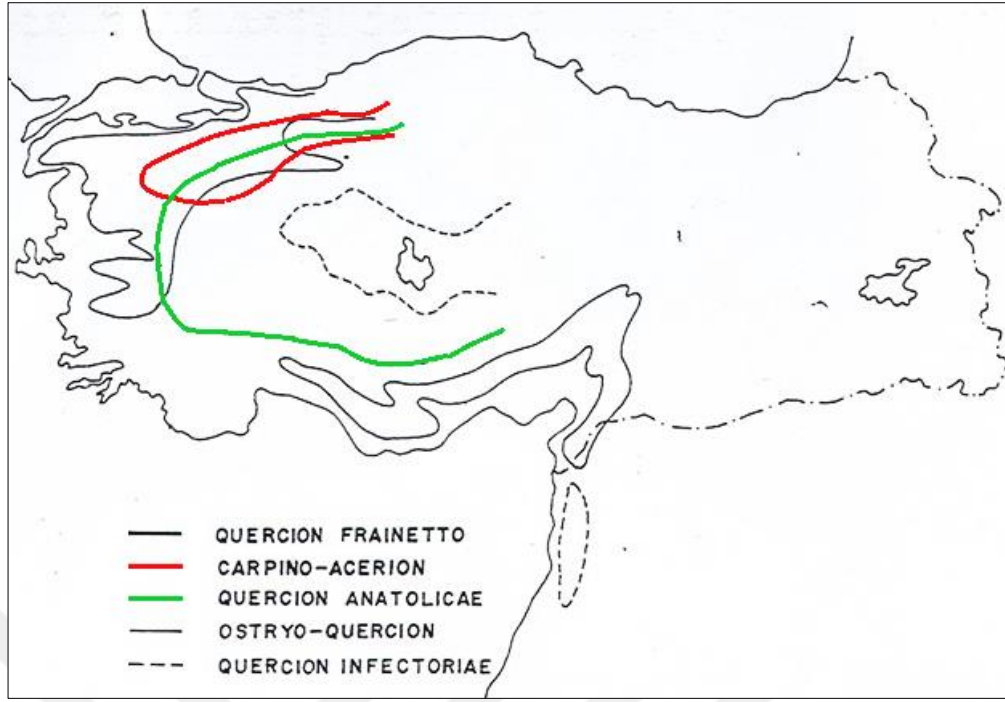 QUERCION FRAINETTO
CARPINO-ACERION
QUERCION ANATOLICAE
OSTRYO-QUERCION
QUERCION INFECTORIAE